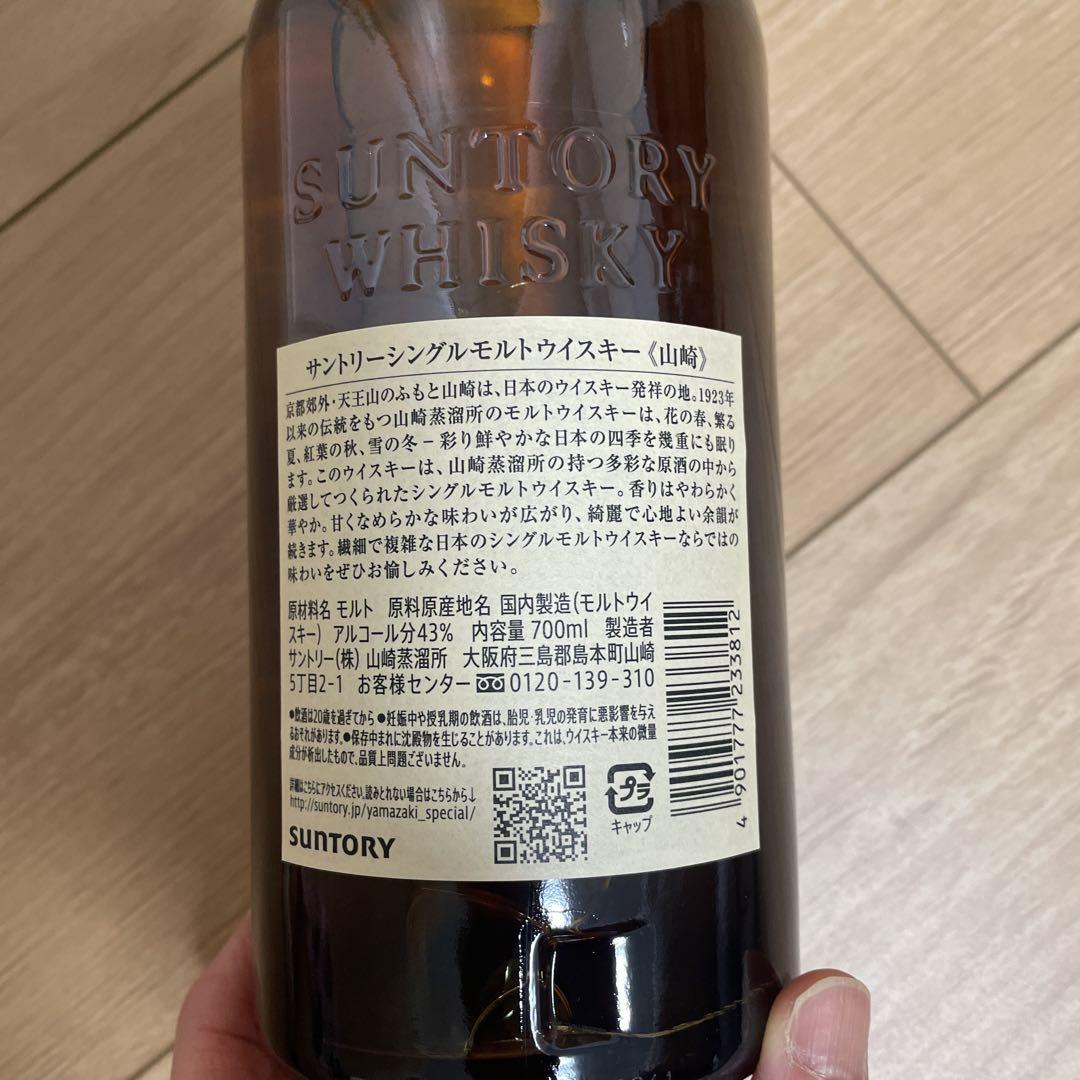 SUNTORY
WHISKY
サントリーシングルモルトウイスキー《山崎》
京都郊外・天王山のふもと山崎は、日本のウイスキー発祥の地。1923年
以来の伝統をもつ山崎蒸溜所のモルトウイスキーは、花の春、繁る
夏、紅葉の秋、雪の冬－彩り鮮やかな日本の四季を幾重にも眠り
ます。このウイスキーは、山崎蒸溜所の持つ多彩な原酒の中から
厳選してつくられたシングルモルトウイスキー。香りはやわらかく
華やか。甘くなめらかな味わいが広がり、綺麗で心地よい余韻が
続きます。繊細で複雑な日本のシングルモルトウイスキーならではの
味わいをぜひお愉しみください。
原材料名 モルト 原料原産地名 国内製造(モルトウイ
スキー) アルコール分43% 内容量 700ml 製造者
サントリー(株) 山崎蒸溜所 大阪府三島郡島本町山崎
5丁目2-1 お客様センター 0120-139-310
●飲酒は20歳を過ぎてから ●妊娠中や授乳期の飲酒は、胎児・乳児の発育に悪影響を与え
るおそれがあります。●保存中まれに沈殿物を生じることがあります。これは、ウイスキー本来の微量
成分が析出したもので、品質上問題ございません。
詳細はこちらにアクセスください。読みとれない場合はこちらから↓
http://suntory.jp/yamazaki_special/
SUNTORY
プラ
キャップ
4 901777 233812